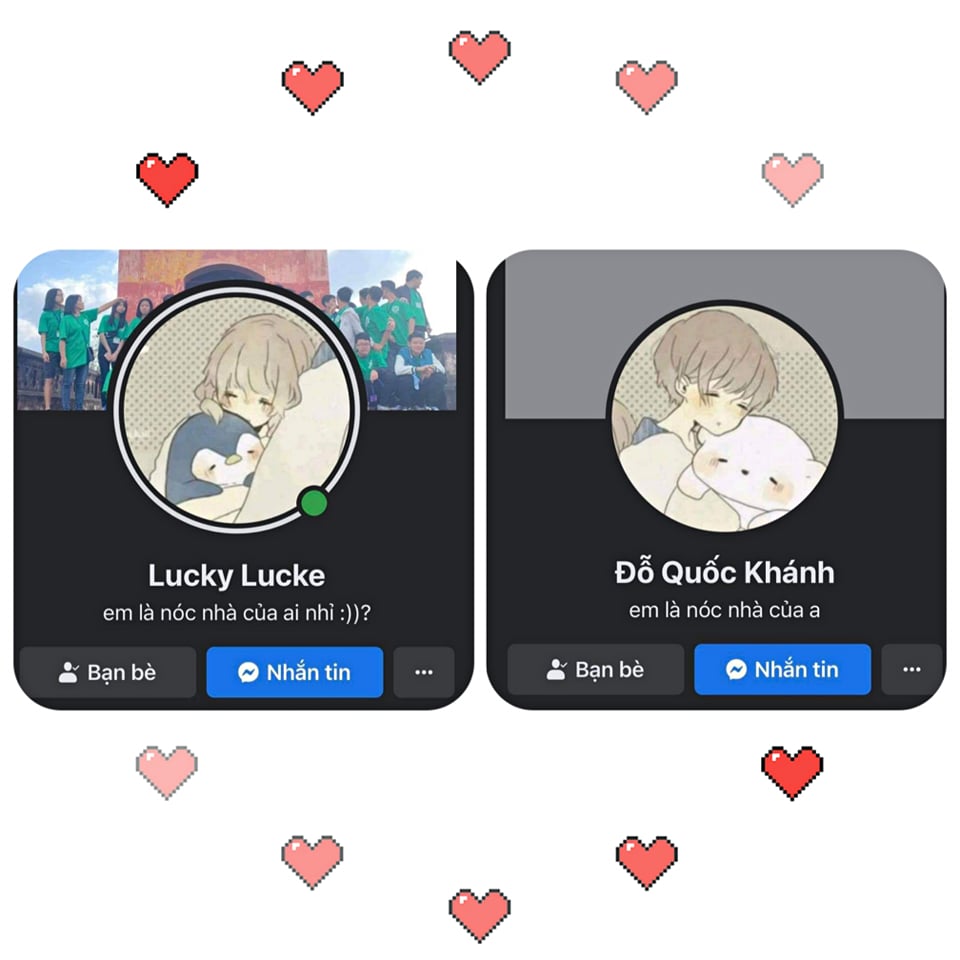 Lucky Lucke
em là nóc nhà của ai nhỉ :))?
Bạn bè
Nhắn tin
Đỗ Quốc Khánh
em là nóc nhà của a
Bạn bè
Nhắn tin